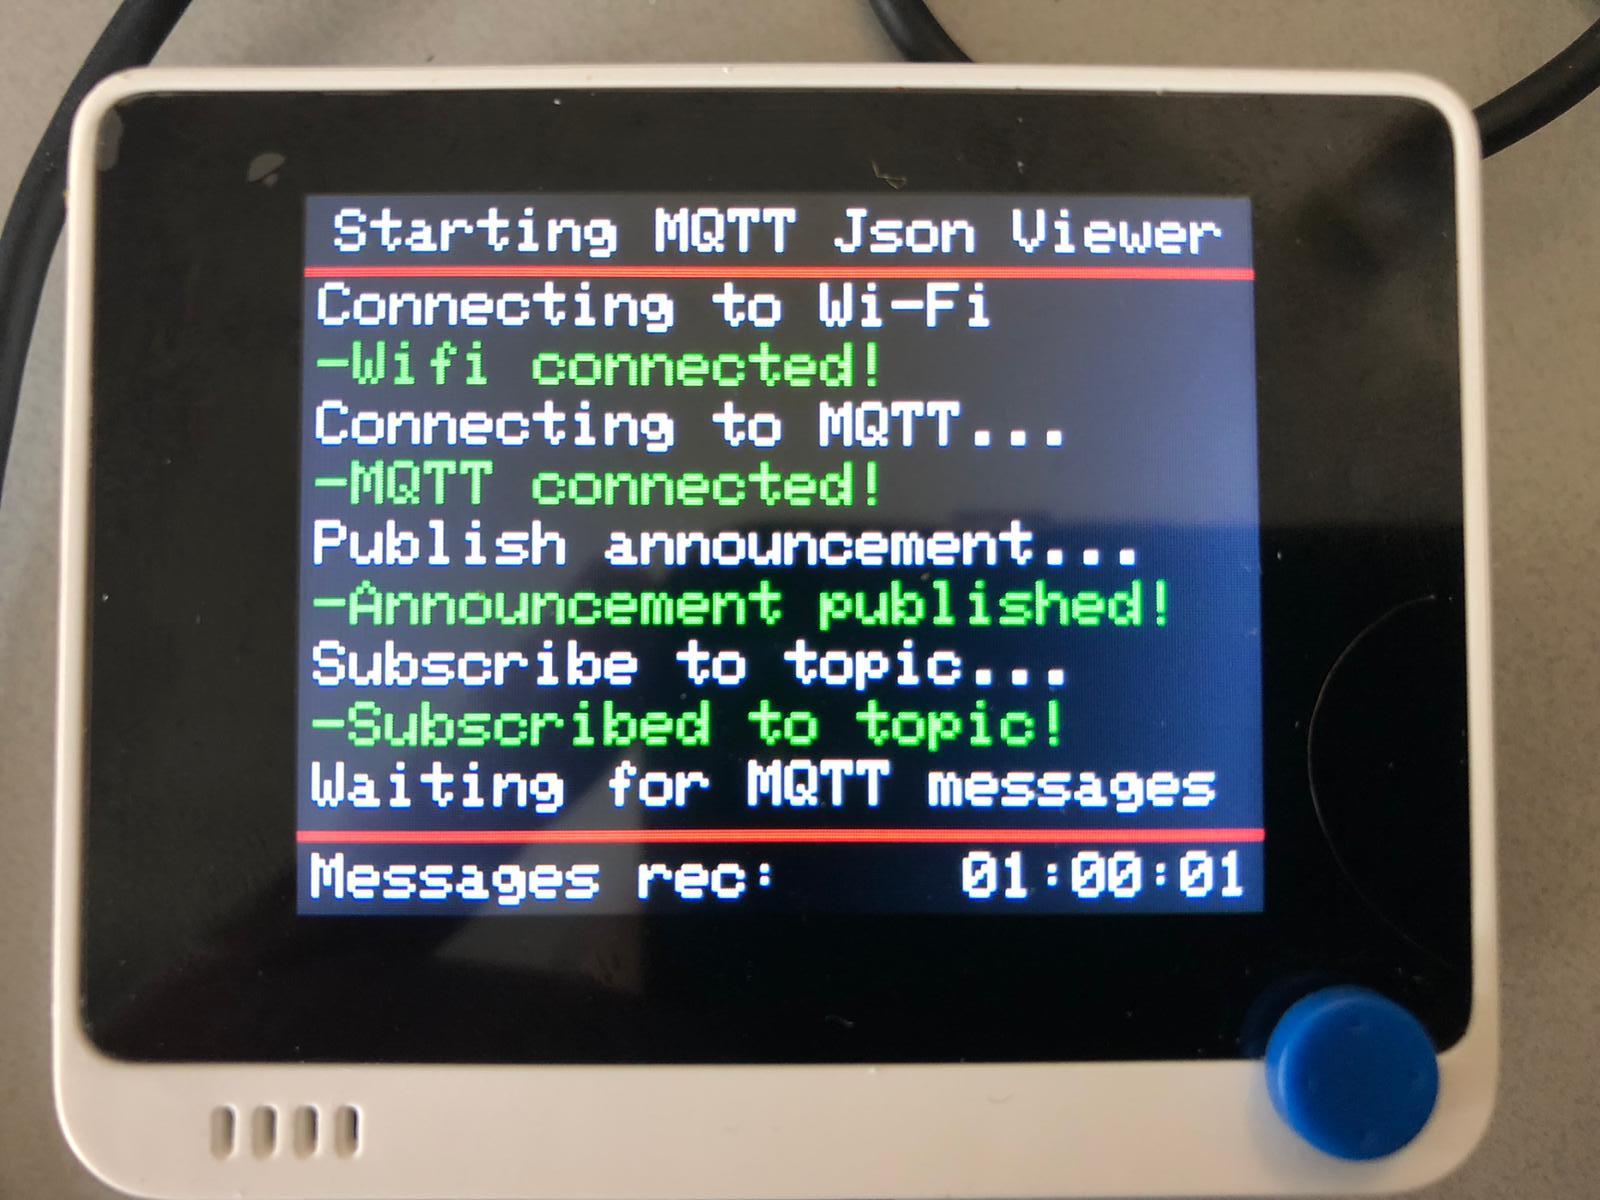 Starting MQTT Json Viewer
Connecting to Wi-Fi
-Wifi connected!
Connecting to MQTT...
-MQTT connected!
Publish announcement...
-Announcement published!
Subscribe to topic...
-Subscribed to topic!
Waiting for MQTT messages
Messages rec: 01:00:01